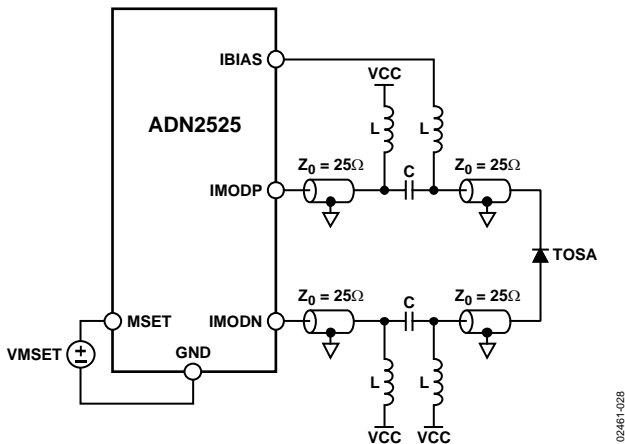 IBIAS
VCC
ADN2525
L
L
Z0 = 25Ω
C
Z0 = 25Ω
IMODP
TOSA
Z0 = 25Ω
C
Z0 = 25Ω
MSET
IMODN
VMSET
GND
L
L
VCC
VCC
02461-028